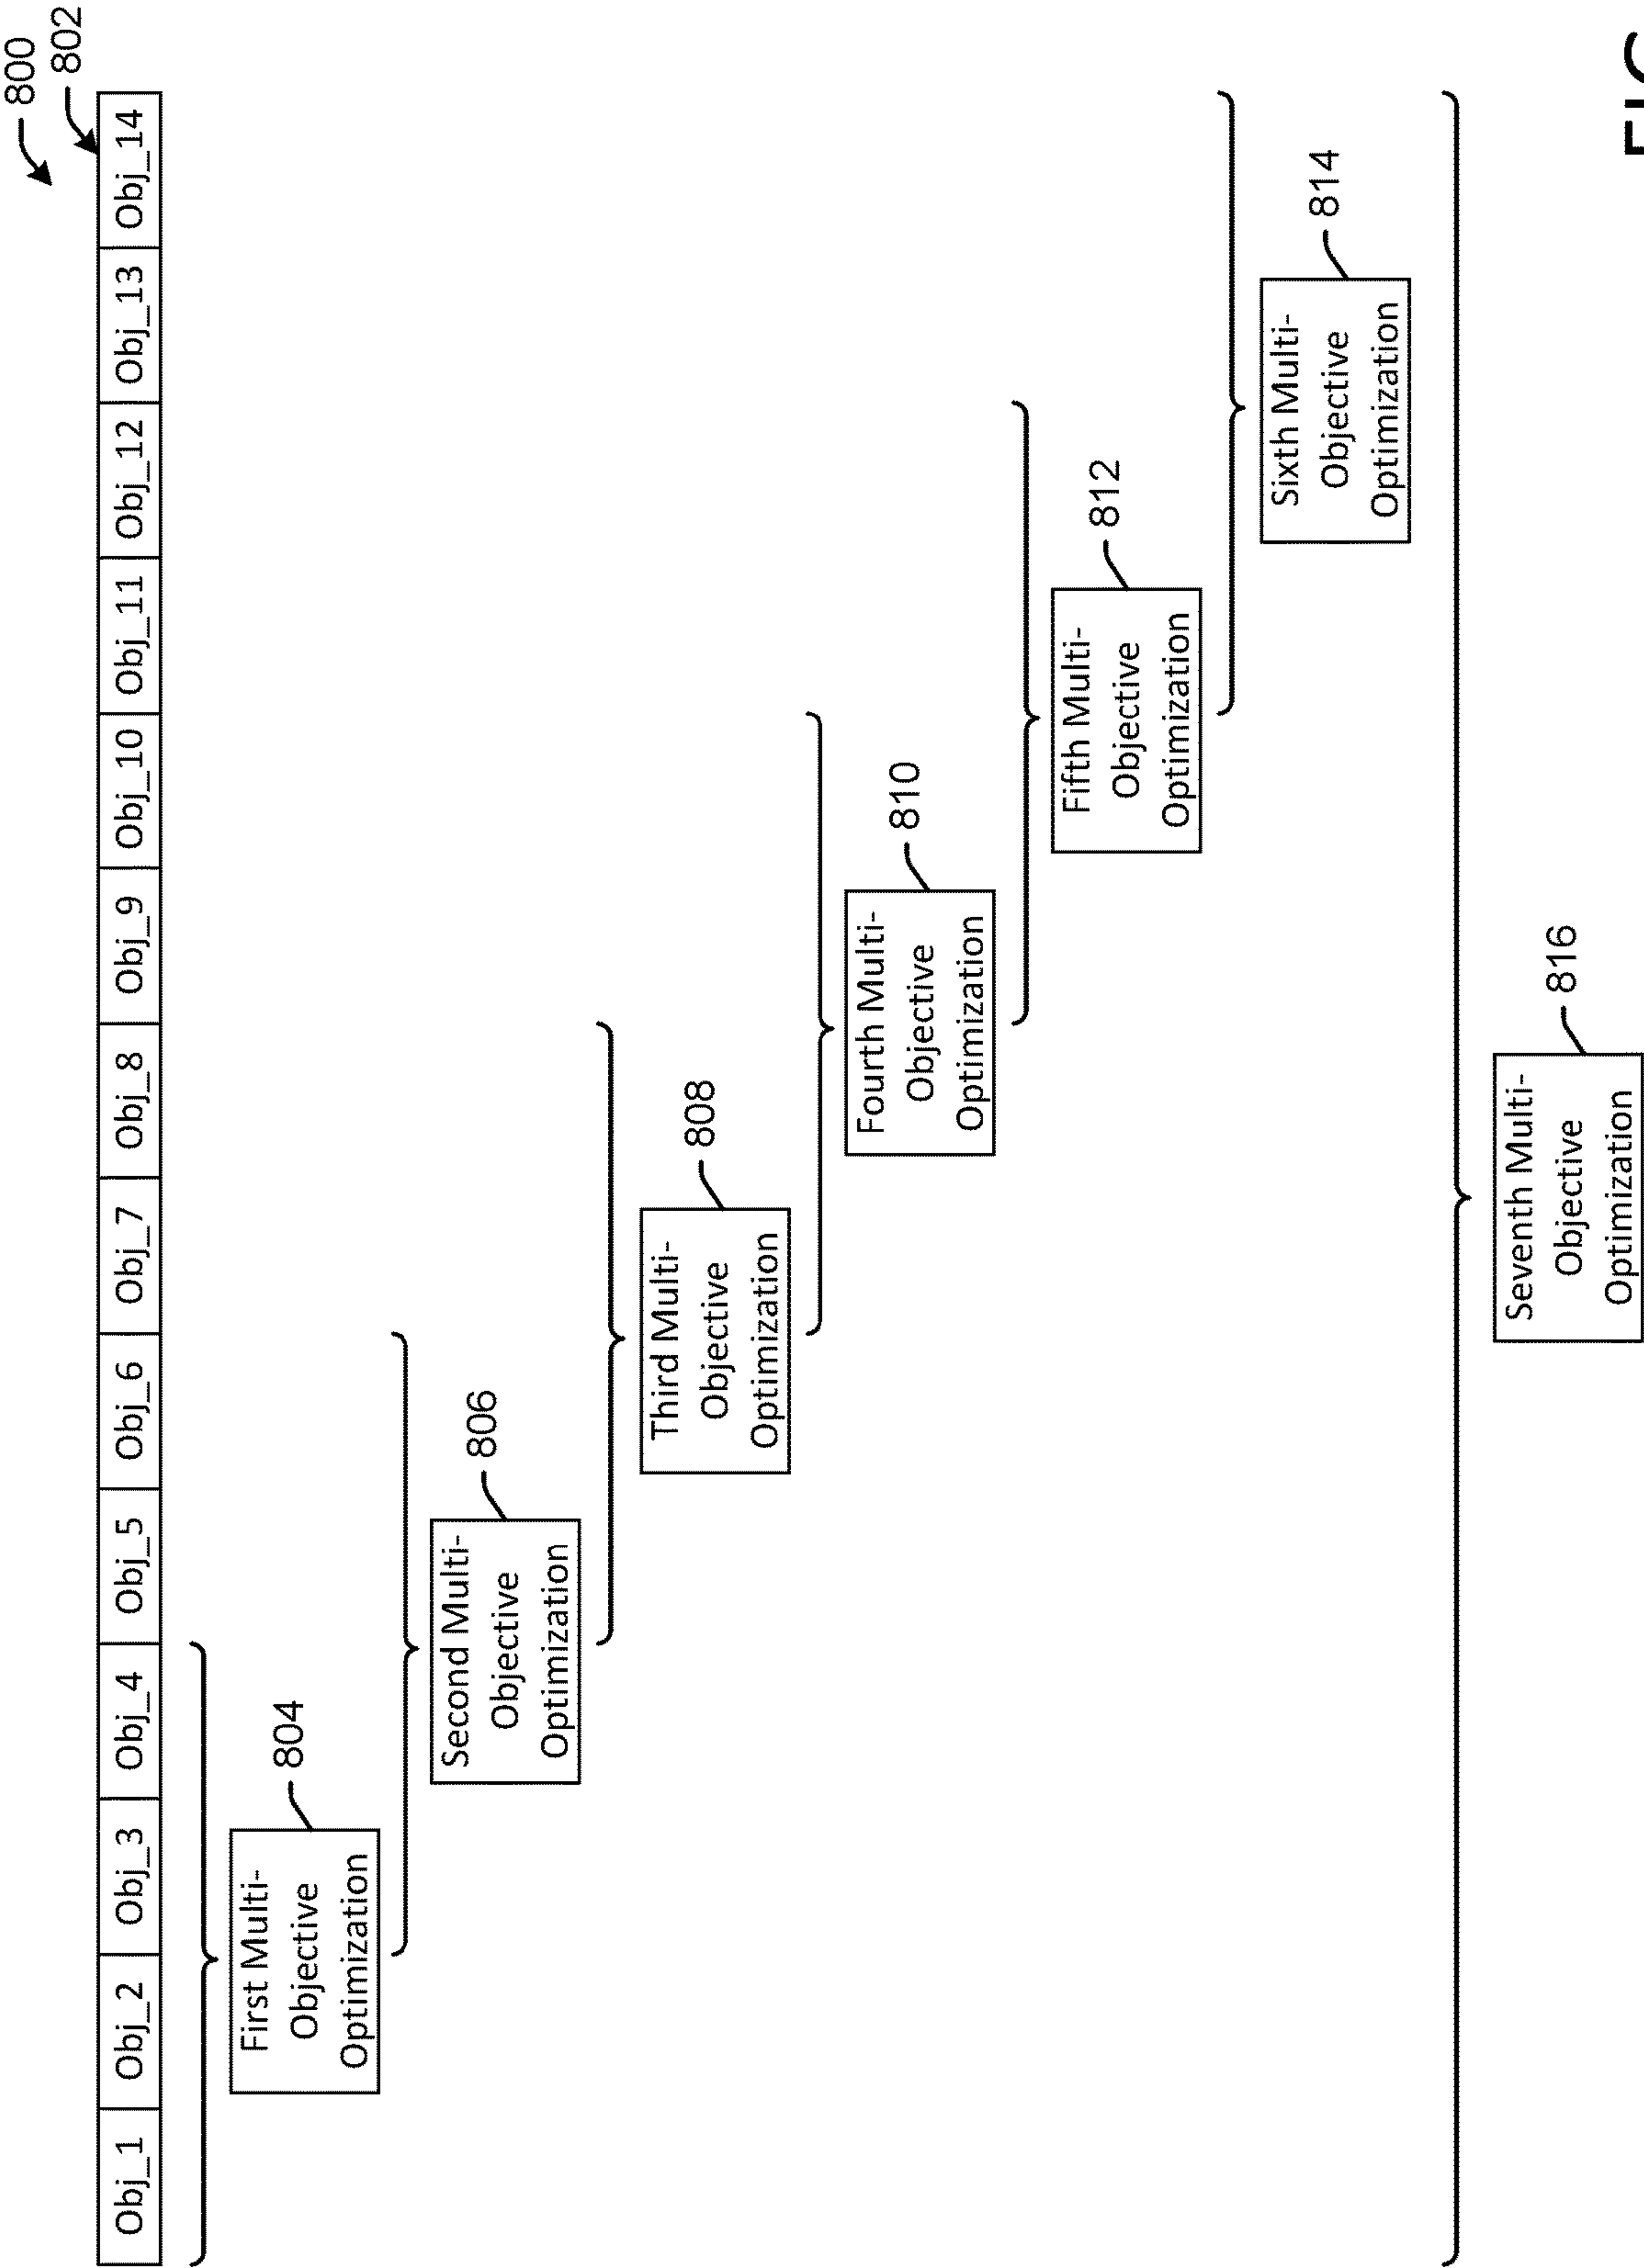 800
802
Obj_1 Obj_2 Obj_3 Obj_4 Obj_5 Obj_6 Obj_7 Obj_8 Obj_9 Obj_10 Obj_11 Obj_12 Obj_13 Obj_14
804
First Multi-
Objective
Optimization
806
Second Multi-
Objective
Optimization
808
Third Multi-
Objective
Optimization
810
Fourth Multi-
Objective
Optimization
812
Fifth Multi-
Objective
Optimization
814
Sixth Multi-
Objective
Optimization
816
Seventh Multi-
Objective
Optimization